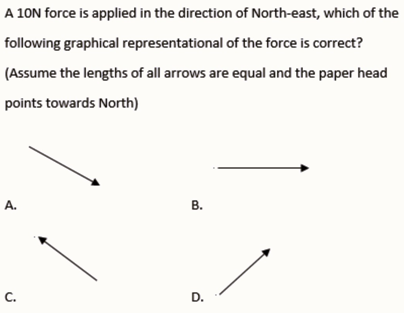 A 10N force is applied in the direction of North-east, which of the
following graphical representational of the force is correct?
(Assume the lengths of all arrows are equal and the paper head
points towards North)
A.
B.
C.
D.